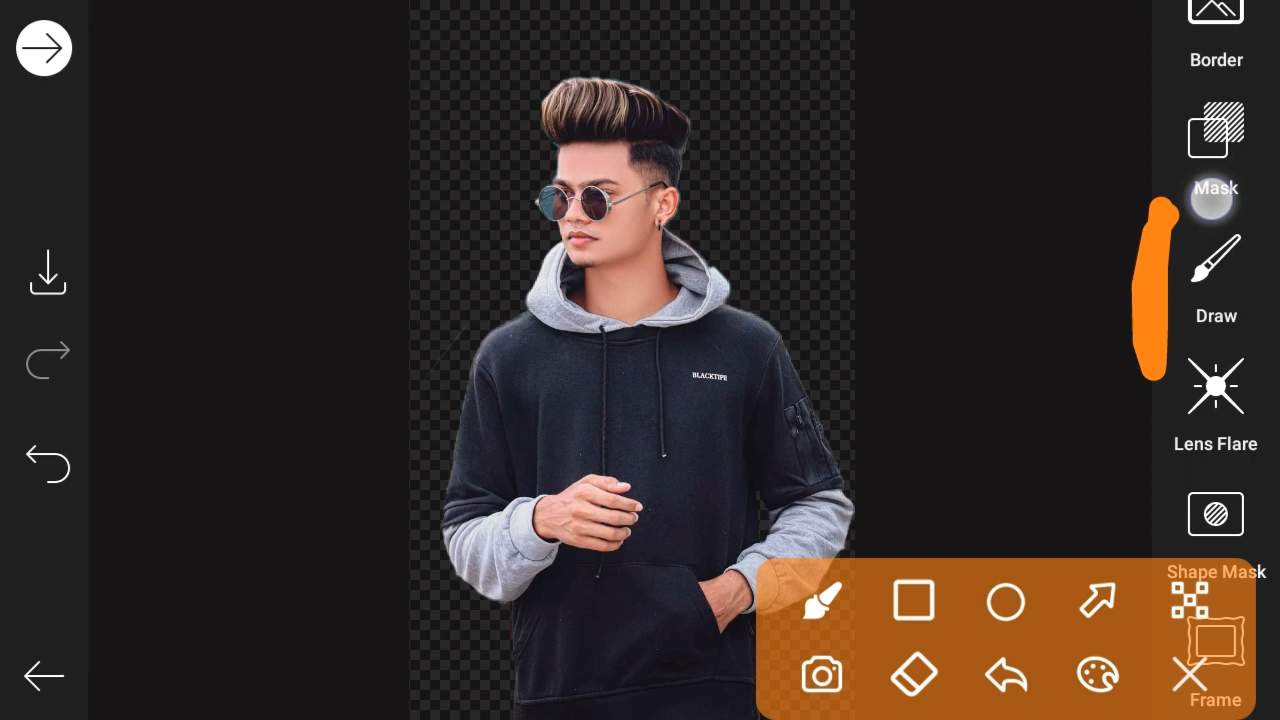 Border
Mask
Draw
Lens Flare
Shape Mask
Frame
BLACKTIPE